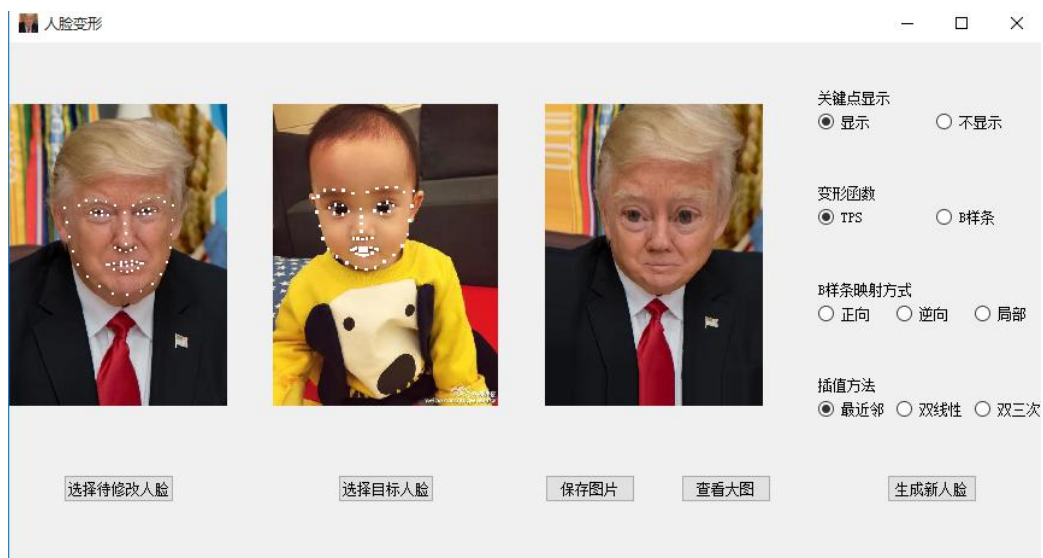 人脸变形
关键点显示
显示 不显示
变形函数
TPS B样条
B样条映射方式
正向 逆向 局部
插值方法
最近邻 双线性 双三次
选择待修改人脸 选择目标人脸 保存图片 查看大图 生成新人脸